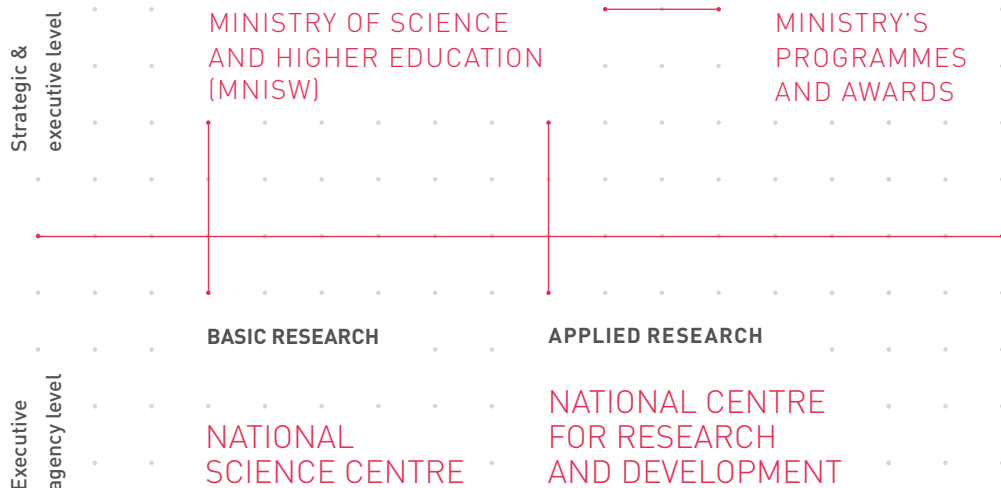 Strategic &
executive level
MINISTRY OF SCIENCE
AND HIGHER EDUCATION
(MNISW)
MINISTRY'S
PROGRAMMES
AND AWARDS
BASIC RESEARCH
APPLIED RESEARCH
Executive
agency level
NATIONAL
SCIENCE CENTRE
NATIONAL CENTRE
FOR RESEARCH
AND DEVELOPMENT